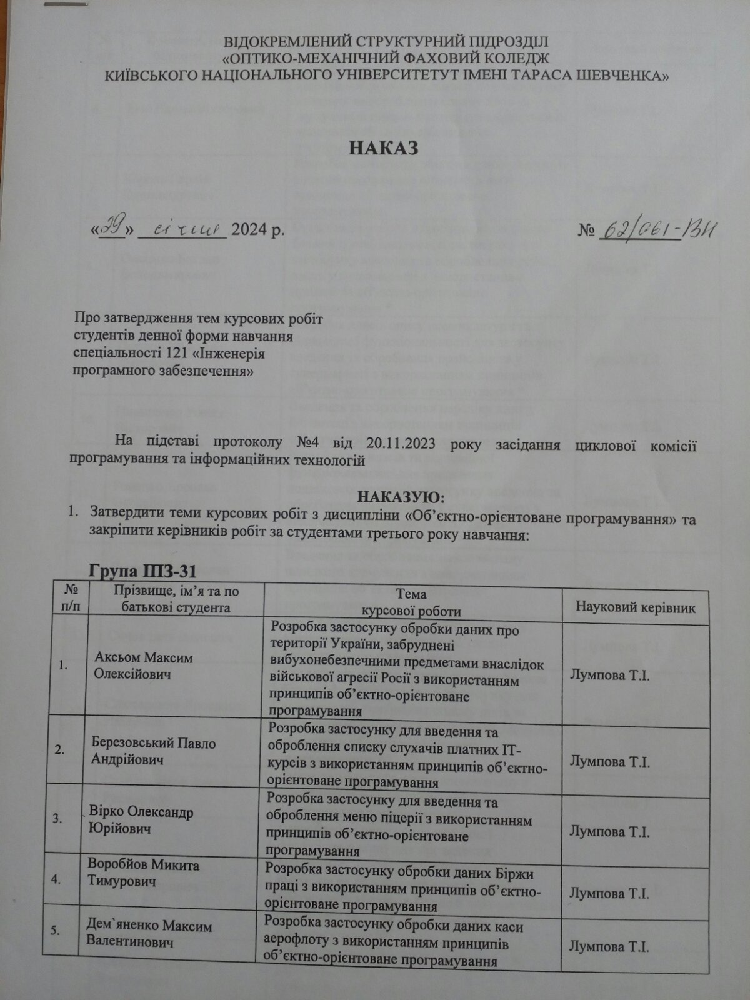 ВІДОКРЕМЛЕНИЙ СТРУКТУРНИЙ ПІДРОЗДІЛ
«ОПТИКО-МЕХАНІЧНИЙ ФАХОВИЙ КОЛЕДЖ
КИЇВСЬКОГО НАЦІОНАЛЬНОГО УНІВЕРСИТЕТУТ ІМЕНІ ТАРАСА ШЕВЧЕНКА»
НАКАЗ
«29» січня 2024 р. № 62/061-ВН
Про затвердження тем курсових робіт
студентів денної форми навчання
спеціальності 121 «Інженерія
програмного забезпечення»
На підставі протоколу №4 від 20.11.2023 року засідання циклової комісії
програмування та інформаційних технологій
НАКАЗУЮ:
1. Затвердити теми курсових робіт з дисципліни «Об’єктно-орієнтоване програмування» та
закріпити керівників робіт за студентами третього року навчання:
Група ІПЗ-31
№
п/п
Прізвище, ім’я та по
батькові студента
Тема
курсової роботи
Науковий керівник
1.
Аксьом Максим
Олексійович
Розробка застосунку обробки даних про
території України, забруднені
вибухонебезпечними предметами внаслідок
військової агресії Росії з використанням
принципів об’єктно-орієнтоване
програмування
Лумпова Т.І.
2.
Березовський Павло
Андрійович
Розробка застосунку для введення та
оброблення списку слухачів платних ІТ-
курсів з використанням принципів об’єктно-
орієнтоване програмування
Лумпова Т.І.
3.
Вірко Олександр
Юрійович
Розробка застосунку для введення та
оброблення меню піцерії з використанням
принципів об’єктно-орієнтоване
програмування
Лумпова Т.І.
4.
Воробйов Микита
Тимурович
Розробка застосунку обробки даних Біржи
праці з використанням принципів об’єктно-
орієнтоване програмування
Лумпова Т.І.
5.
Дем`яненко Максим
Валентинович
Розробка застосунку обробки даних каси
аерофлоту з використанням принципів
об’єктно-орієнтоване програмування
Лумпова Т.І.